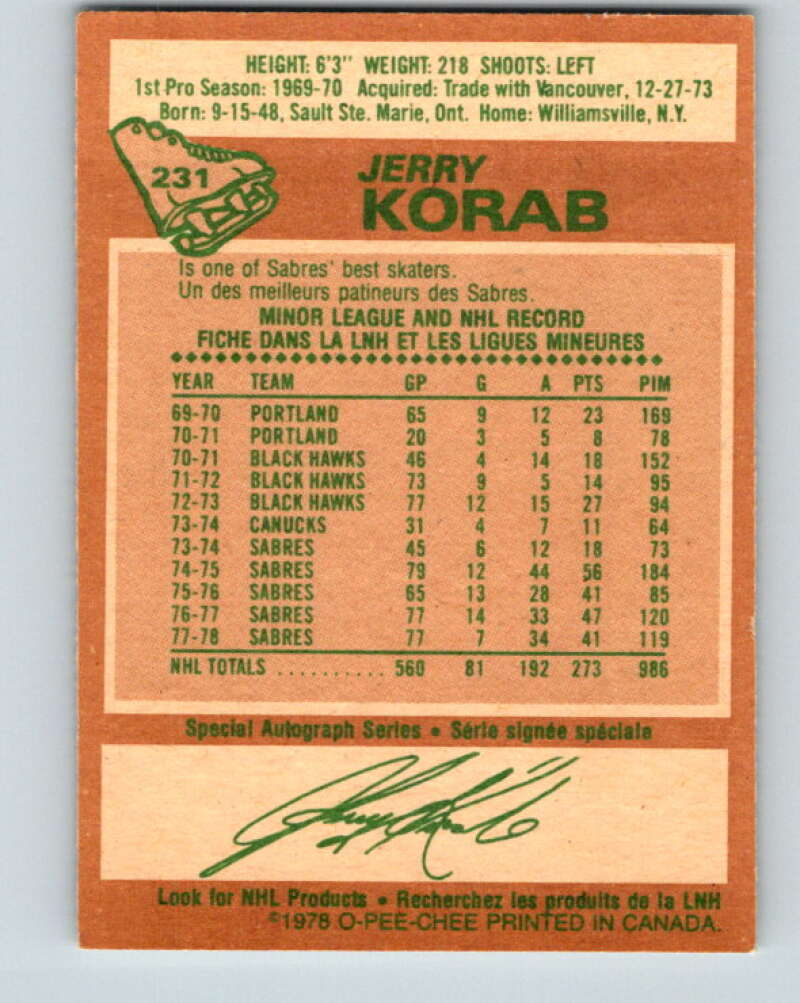 HEIGHT: 6'3" WEIGHT: 218 SHOOTS: LEFT
1st Pro Season: 1969-70 Acquired: Trade with Vancouver, 12-27-73
Born: 9-15-48, Sault Ste. Marie, Ont. Home: Williamsville, N.Y.
231
JERRY
KORAB
Is one of Sabres' best skaters.
Un des meilleurs patineurs des Sabres.
MINOR LEAGUE AND NHL RECORD
FICHE DANS LA LNH ET LES LIGUES MINEURES
YEAR TEAM GP G A PTS PIM
69-70 PORTLAND 65 9 12 23 169
70-71 PORTLAND 20 3 5 8 78
70-71 BLACK HAWKS 46 4 14 18 152
71-72 BLACK HAWKS 73 9 5 14 95
72-73 BLACK HAWKS 77 12 15 27 94
73-74 CANUCKS 31 4 7 11 64
73-74 SABRES 45 6 12 18 73
74-75 SABRES 79 12 44 56 184
75-76 SABRES 65 13 28 41 85
76-77 SABRES 77 14 33 47 120
77-78 SABRES 77 7 34 41 119
NHL TOTALS .......... 560 81 192 273 986
Special Autograph Series • Série signée spéciale
Jerry Korab
Look for NHL Products • Recherchez les produits de la LNH
©1978 O-PEE-CHEE PRINTED IN CANADA.